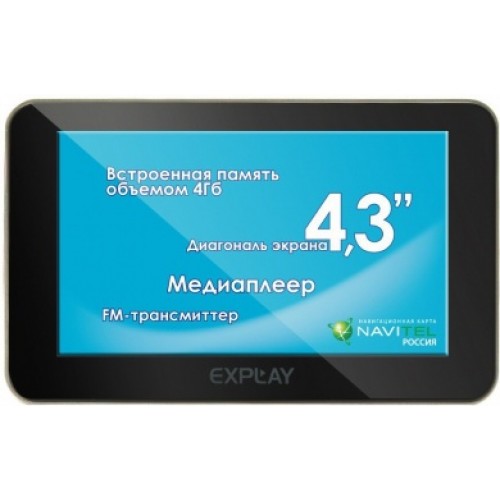 Встроенная память
объемом 4Гб
4,3”
Диагональ экрана
Медиаплеер
FM-трансмиттер
НАВИГАЦИОННАЯ КАРТА
NAVITEL
РОССИЯ
EXPLAY